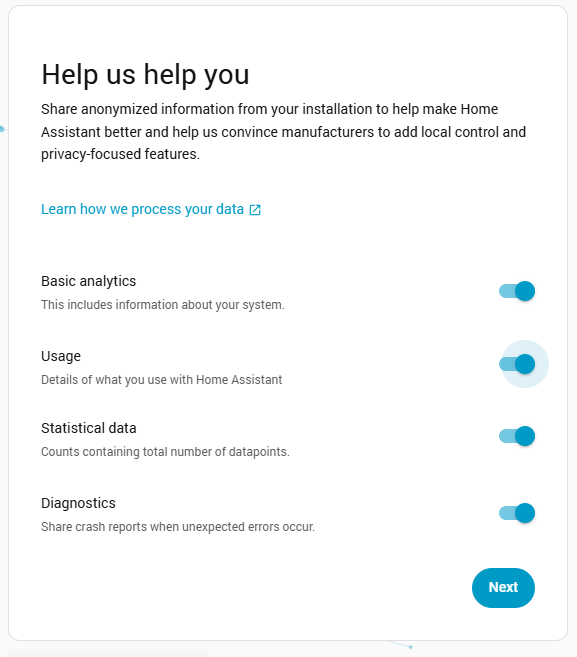 Help us help you
Share anonymized information from your installation to help make Home
Assistant better and help us convince manufacturers to add local control and
privacy-focused features.
Learn how we process your data
Basic analytics
This includes information about your system.
Usage
Details of what you use with Home Assistant
Statistical data
Counts containing total number of datapoints.
Diagnostics
Share crash reports when unexpected errors occur.
Next